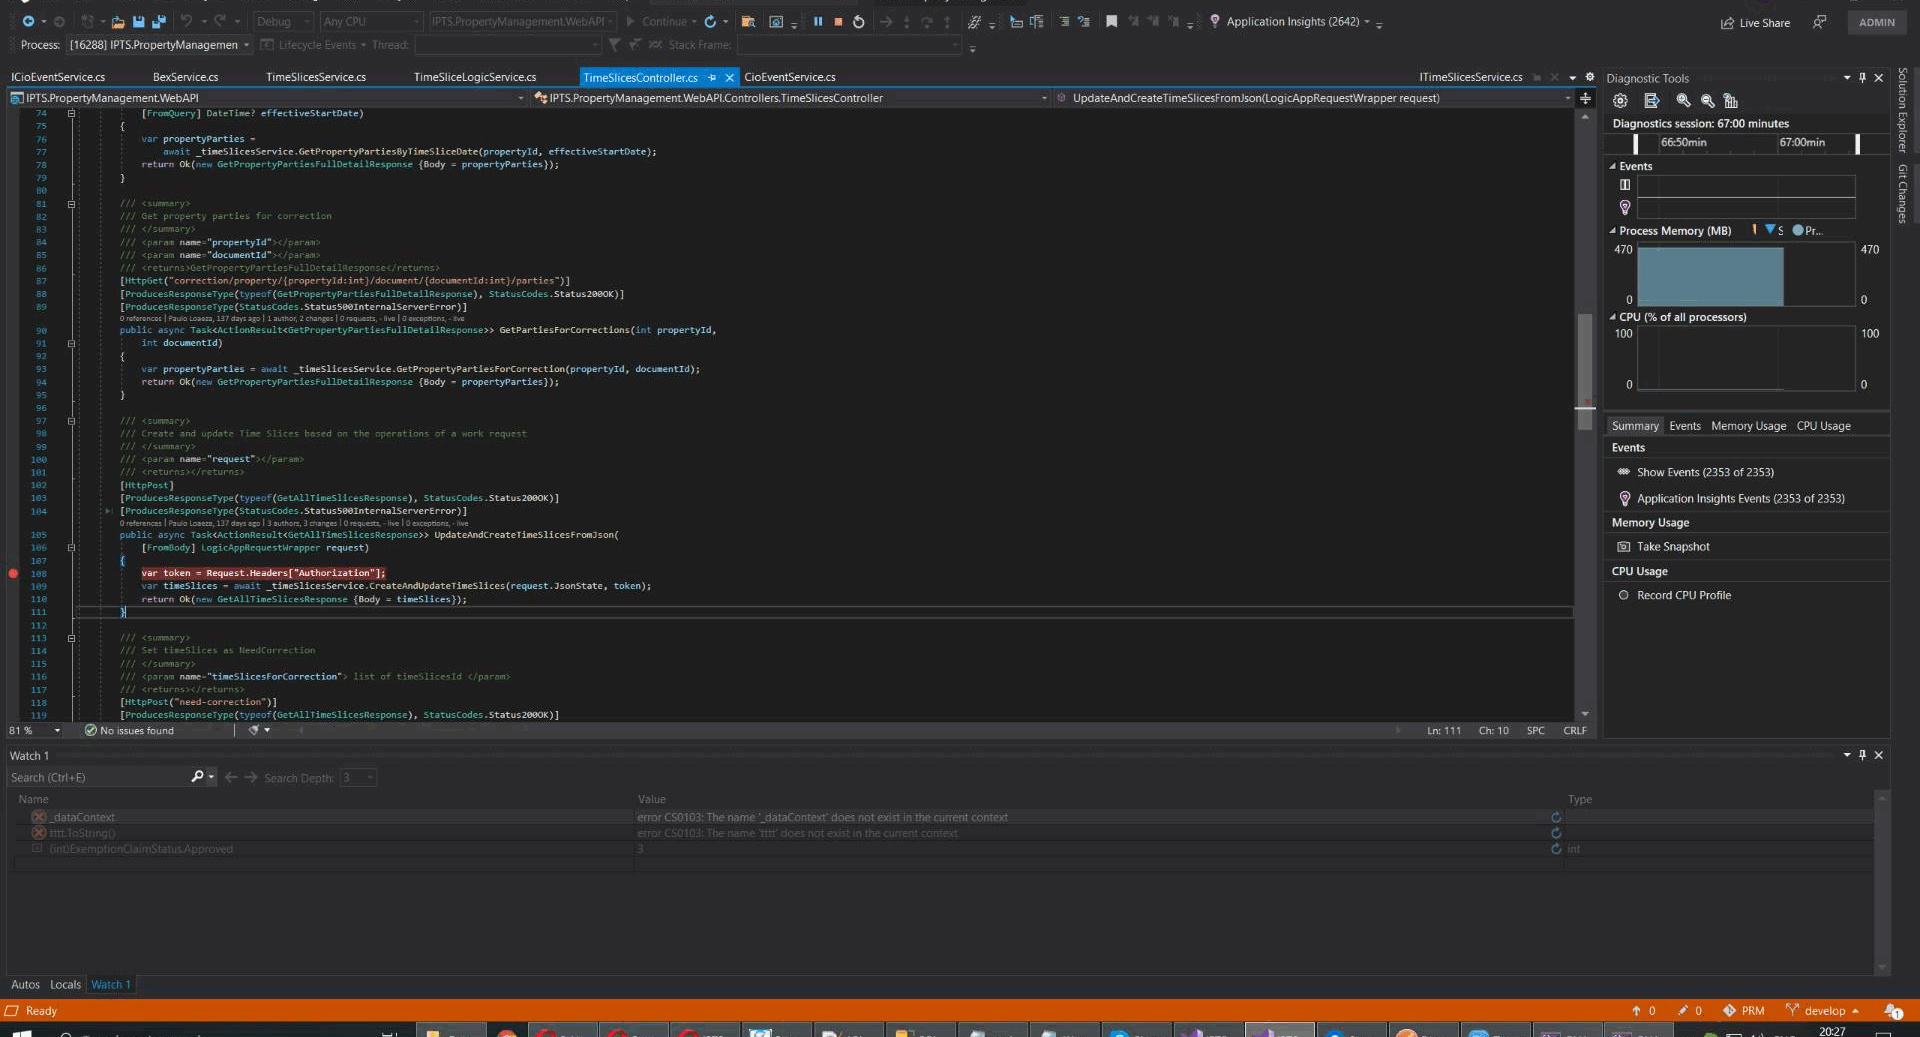 Debug
Any CPU
IPTS.PropertyManagement.WebAPI
Continue
Application Insights (2642)
Live Share
ADMIN
Process: [16288] IPTS.PropertyManagemen
Lifecycle Events
Thread:
Stack Frame:
ICioEventService.cs
BexService.cs
TimeSlicesService.cs
TimeSliceLogicService.cs
TimeSlicesController.cs
CioEventService.cs
ITimeSlicesService.cs
IPTS.PropertyManagement.WebAPI
IPTS.PropertyManagement.WebAPI.Controllers.TimeSlicesController
UpdateAndCreateTimeSlicesFromJson(LogicAppRequestWrapper request)
74 [FromQuery] DateTime? effectiveStartDate)
75 {
76 var propertyParties =
77 await _timeSlicesService.GetPropertyPartiesByTimeSliceDate(propertyId, effectiveStartDate);
78 return Ok(new GetPropertyPartiesFullDetailResponse {Body = propertyParties});
79 }
80
81 /// <summary>
82 /// Get property parties for correction
83 /// </summary>
84 /// <param name="propertyId"></param>
85 /// <param name="documentId"></param>
86 /// <returns>GetPropertyPartiesFullDetailResponse</returns>
87 [HttpGet("correction/property/{propertyId:int}/document/{documentId:int}/parties")]
88 [ProducesResponseType(typeof(GetPropertyPartiesFullDetailResponse), StatusCodes.Status200OK)]
89 [ProducesResponseType(StatusCodes.Status500InternalServerError)]
0 references | Paulo Loaeza, 137 days ago | 1 author, 2 changes | 0 requests, - live | 0 exceptions, - live
90 public async Task<ActionResult<GetPropertyPartiesFullDetailResponse>> GetPartiesForCorrections(int propertyId,
91 int documentId)
92 {
93 var propertyParties = await _timeSlicesService.GetPropertyPartiesForCorrection(propertyId, documentId);
94 return Ok(new GetPropertyPartiesFullDetailResponse {Body = propertyParties});
95 }
96
97 /// <summary>
98 /// Create and update Time Slices based on the operations of a work request
99 /// </summary>
100 /// <param name="request"></param>
101 /// <returns></returns>
102 [HttpPost]
103 [ProducesResponseType(typeof(GetAllTimeSlicesResponse), StatusCodes.Status200OK)]
104 [ProducesResponseType(StatusCodes.Status500InternalServerError)]
0 references | Paulo Loaeza, 137 days ago | 3 authors, 3 changes | 0 requests, - live | 0 exceptions, - live
105 public async Task<ActionResult<GetAllTimeSlicesResponse>> UpdateAndCreateTimeSlicesFromJson(
106 [FromBody] LogicAppRequestWrapper request)
107 {
108 var token = Request.Headers["Authorization"];
109 var timeSlices = await _timeSlicesService.CreateAndUpdateTimeSlices(request.JsonState, token);
110 return Ok(new GetAllTimeSlicesResponse {Body = timeSlices});
111 }
112
113 /// <summary>
114 /// Set timeSlices as NeedCorrection
115 /// </summary>
116 /// <param name="timeSlicesForCorrection"> list of timeSlicesId </param>
117 /// <returns></returns>
118 [HttpPost("need-correction")]
119 [ProducesResponseType(typeof(GetAllTimeSlicesResponse), StatusCodes.Status200OK)]
81 % No issues found Ln: 111 Ch: 10 SPC CRLF
Diagnostic Tools
Diagnostics session: 67:00 minutes
66:50min 67:00min
Events
Process Memory (MB) S Pr...
470 470
0 0
CPU (% of all processors)
100 100
0 0
Summary Events Memory Usage CPU Usage
Events
Show Events (2353 of 2353)
Application Insights Events (2353 of 2353)
Memory Usage
Take Snapshot
CPU Usage
Record CPU Profile
Solution Explorer
Git Changes
Watch 1
Search (Ctrl+E) Search Depth: 3
Name Value Type
_dataContext error CS0103: The name '_dataContext' does not exist in the current context
tttt.ToString() error CS0103: The name 'tttt' does not exist in the current context
(int)ExemptionClaimStatus.Approved 3 int
Autos Locals Watch 1
Ready 0 0 PRM develop 1
20:27